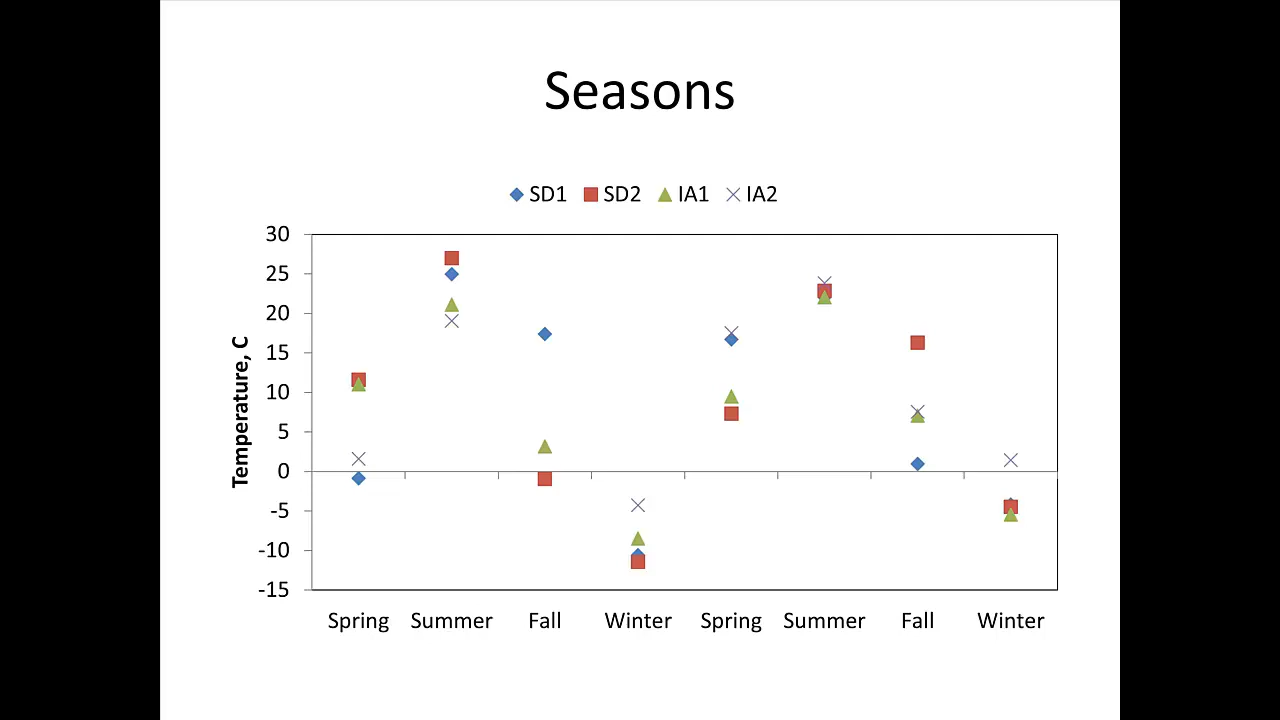 Seasons
SD1 SD2 IA1 IA2
30
25
20
15
10
5
0
-5
-10
-15
Temperature, C
Spring Summer Fall Winter Spring Summer Fall Winter